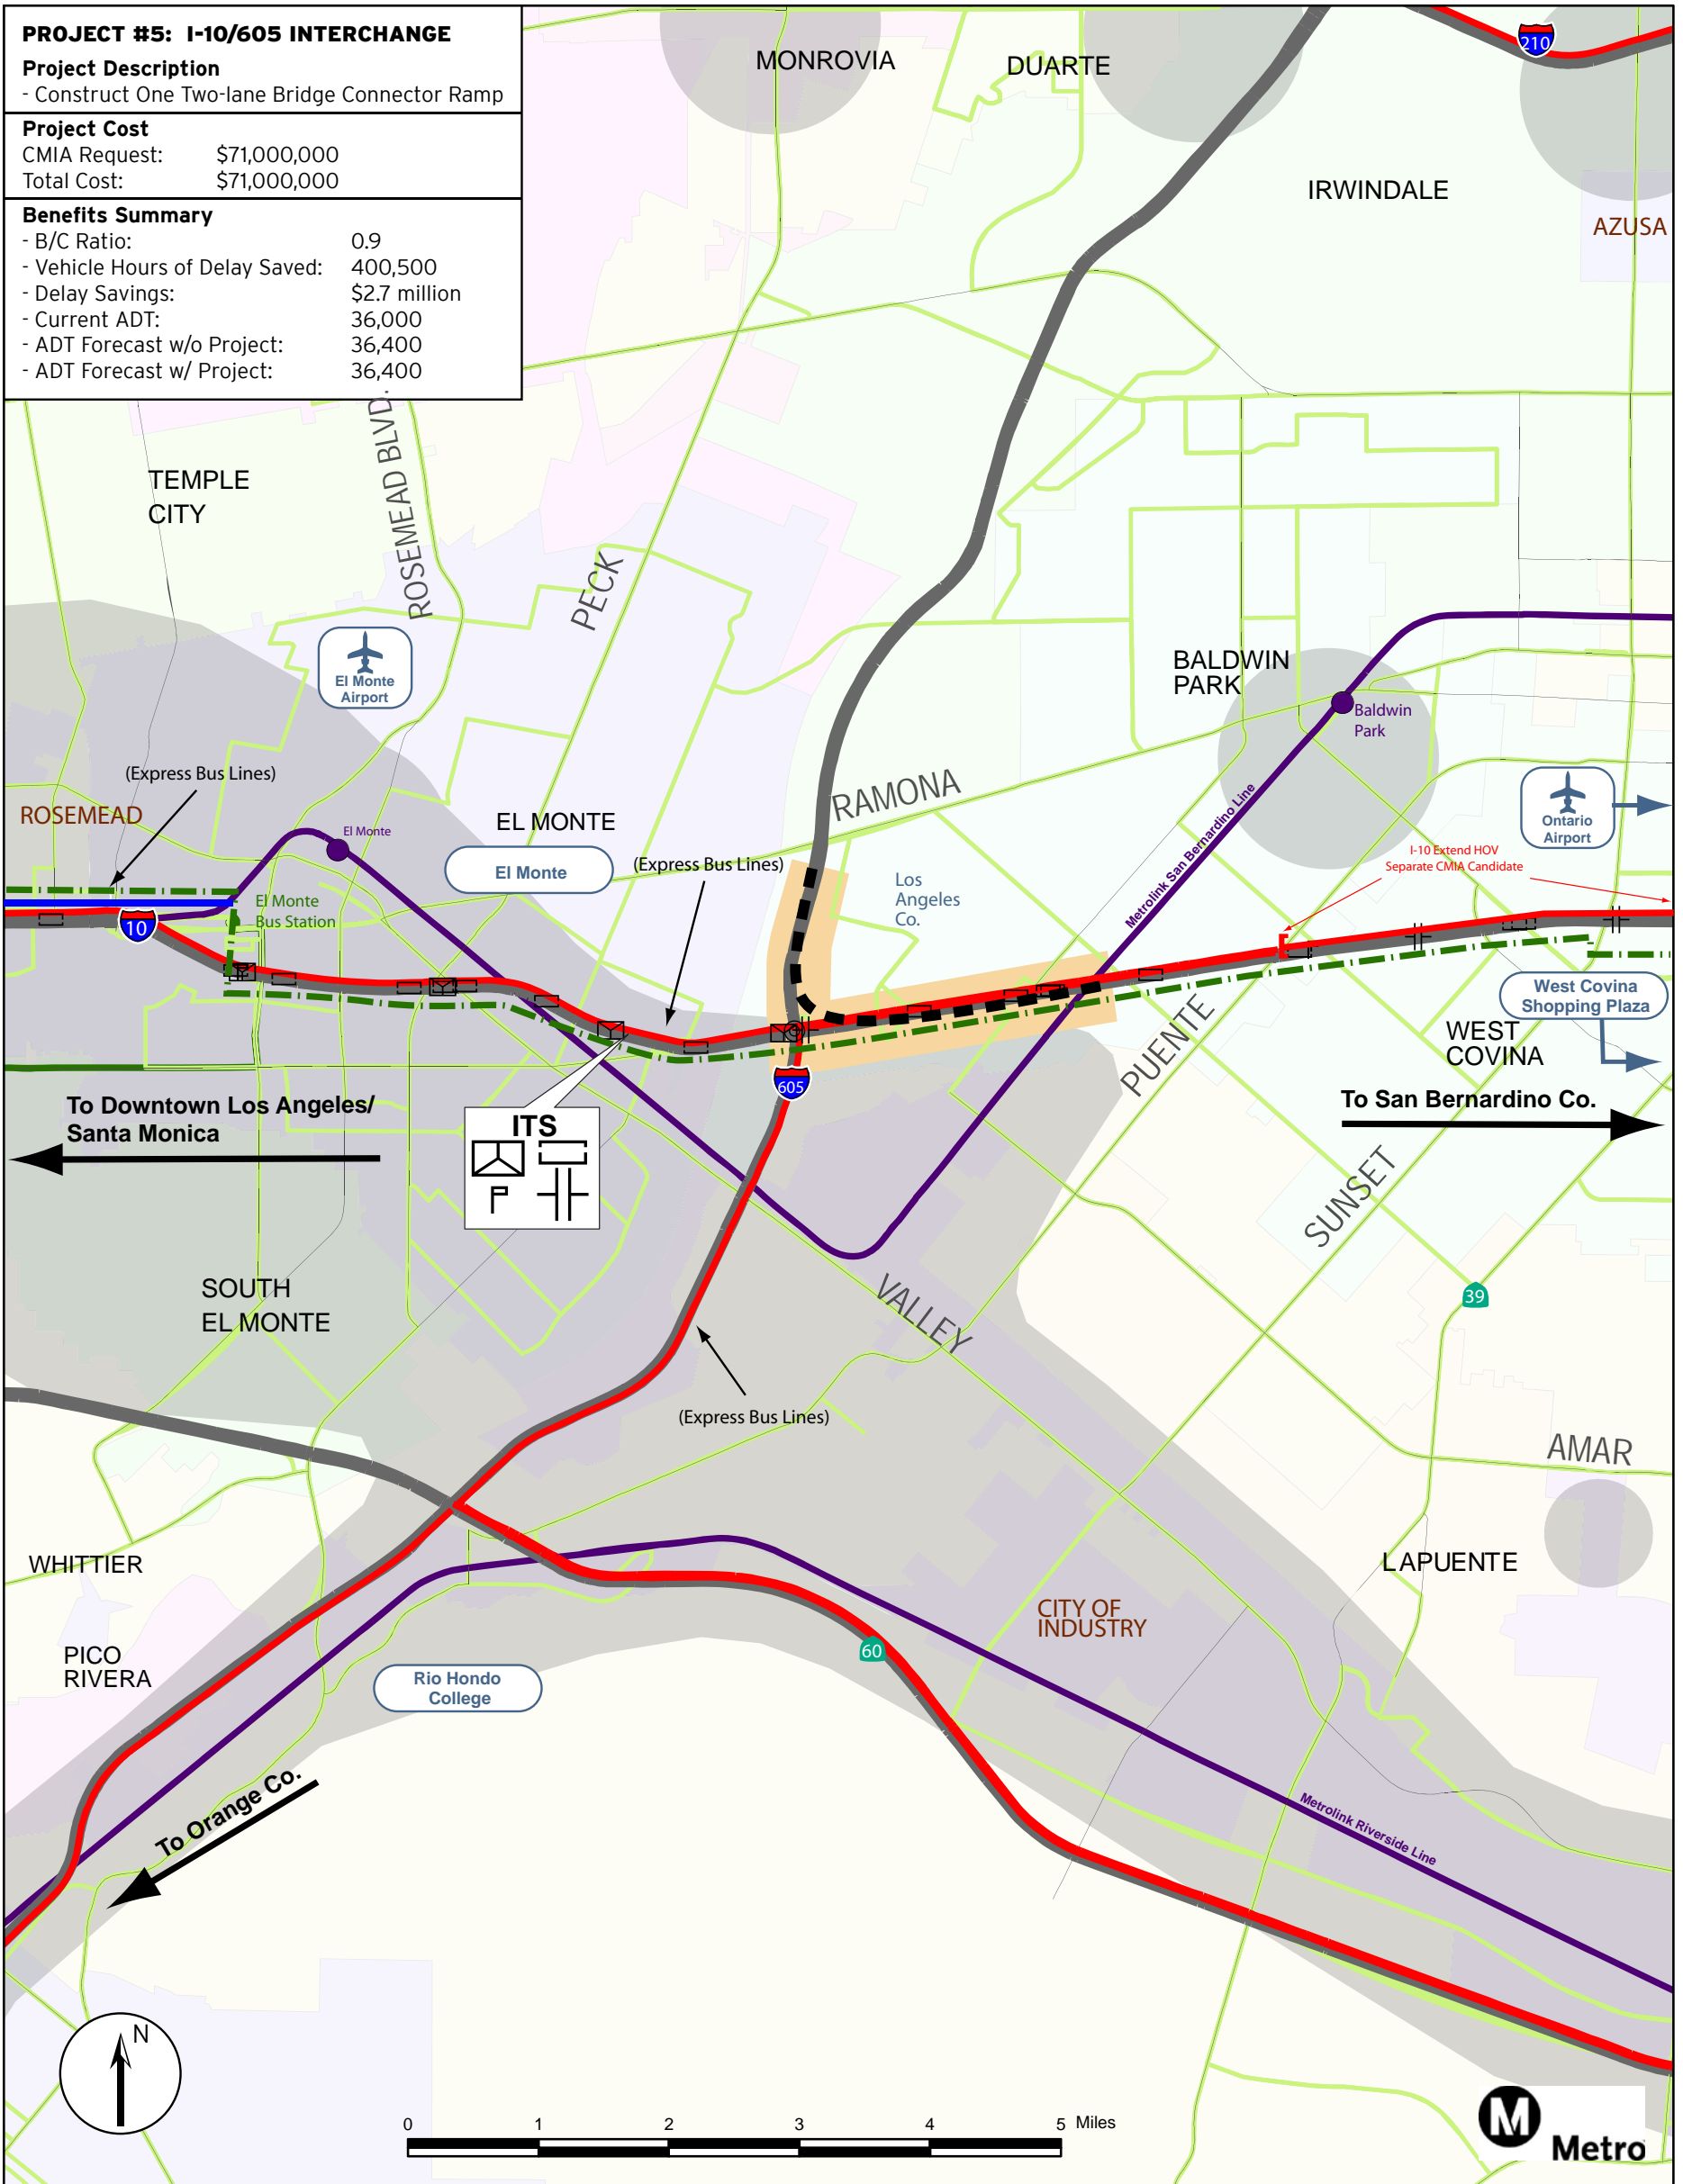 PROJECT #5: I-10/605 INTERCHANGE
Project Description
- Construct One Two-lane Bridge Connector Ramp
Project Cost
CMIA Request: $71,000,000
Total Cost: $71,000,000
Benefits Summary
- B/C Ratio: 0.9
- Vehicle Hours of Delay Saved: 400,500
- Delay Savings: $2.7 million
- Current ADT: 36,000
- ADT Forecast w/o Project: 36,400
- ADT Forecast w/ Project: 36,400
MONROVIA
DUARTE
210
IRWINDALE
AZUSA
TEMPLE
CITY
ROSEMEAD BLVD.
PECK
El Monte
Airport
BALDWIN
PARK
Baldwin
Park
(Express Bus Lines)
ROSEMEAD
El Monte
EL MONTE
El Monte
(Express Bus Lines)
RAMONA
Metrolink San Bernardino Line
Ontario
Airport
I-10 Extend HOV
Separate CMIA Candidate
Los
Angeles
Co.
El Monte
Bus Station
10
West Covina
Shopping Plaza
WEST
COVINA
PUENTE
605
To Downtown Los Angeles/
Santa Monica
ITS
To San Bernardino Co.
SUNSET
39
SOUTH
EL MONTE
VALLEY
(Express Bus Lines)
AMAR
WHITTIER
LAPUENTE
CITY OF
INDUSTRY
60
PICO
RIVERA
Rio Hondo
College
To Orange Co.
Metrolink Riverside Line
N
0 1 2 3 4 5 Miles
M
Metro